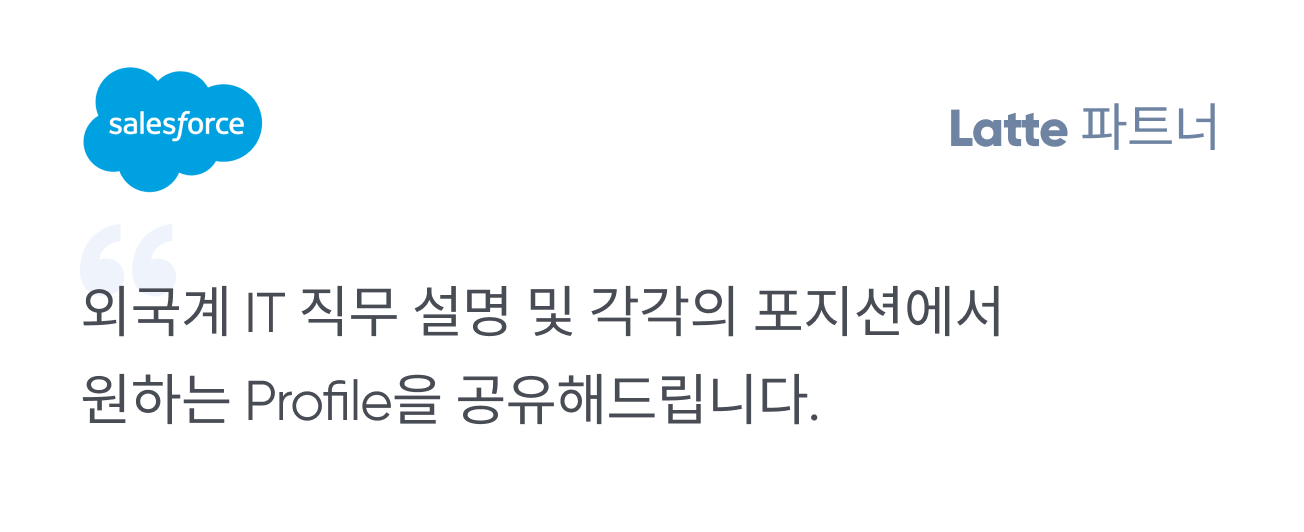 salesforce
Latte 파트너
외국계 IT 직무 설명 및 각각의 포지션에서
원하는 Profile을 공유해드립니다.